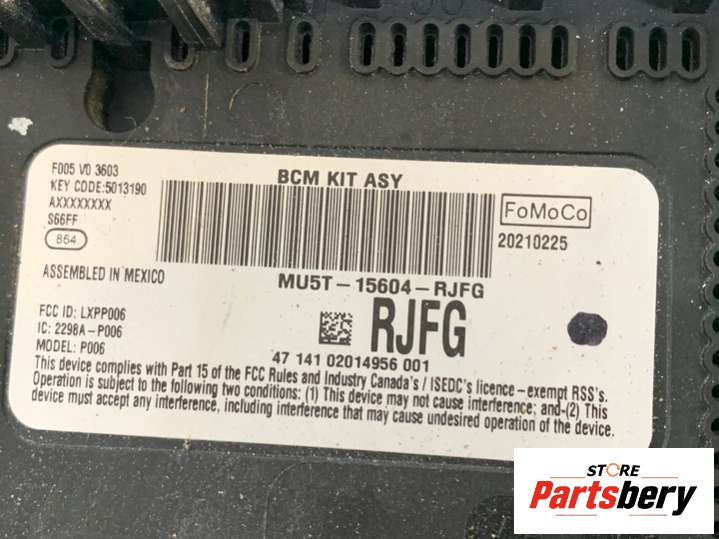 F005 V0 3603
KEY CODE:5013190
AXXXXXXXX
S66FF
864
BCM KIT ASY
FoMoCo
20210225
ASSEMBLED IN MEXICO
MU5T-15604-RJFG
FCC ID: LXPP006
IC: 2298A-P006
MODEL: P006
RJFG
47 141 02014956 001
This device complies with Part 15 of the FCC Rules and Industry Canada's / ISEDC's licence-exempt RSS's.
Operation is subject to the following two conditions: (1) This device may not cause interference; and-(2) This
device must accept any interference, including interference that may cause undesired operation of the device.
STORE
Partsbery